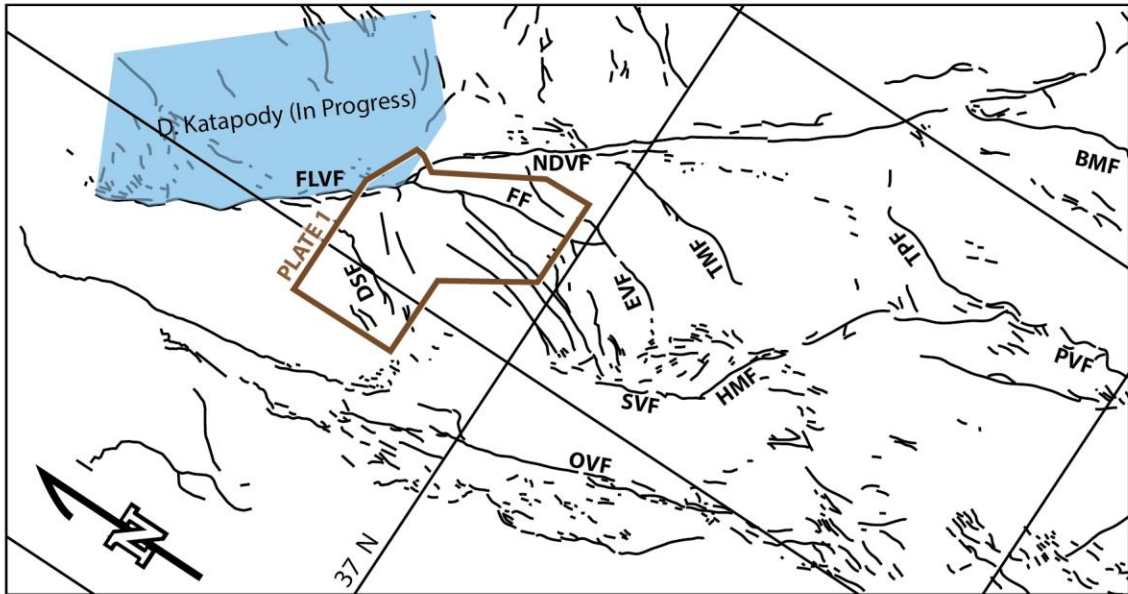 D. Katapody (In Progress)
FLVF
NDVF
BMF
FF
PLATE 1
DSF
TMF
TPF
EVF
PVF
HMF
SVF
OVF
N
37 N